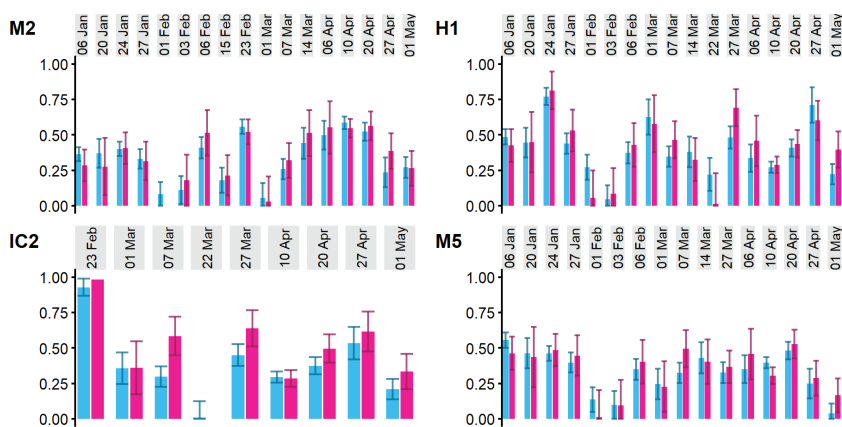 M2
06 Jan
20 Jan
24 Jan
27 Jan
01 Feb
03 Feb
06 Feb
15 Feb
23 Feb
01 Mar
07 Mar
14 Mar
06 Apr
10 Apr
20 Apr
27 Apr
01 May
1.00
0.75
0.50
0.25
0.00
H1
06 Jan
20 Jan
24 Jan
27 Jan
01 Feb
03 Feb
06 Feb
01 Mar
07 Mar
14 Mar
22 Mar
27 Mar
06 Apr
10 Apr
20 Apr
27 Apr
01 May
1.00
0.75
0.50
0.25
0.00
IC2
23 Feb
01 Mar
07 Mar
22 Mar
27 Mar
10 Apr
20 Apr
27 Apr
01 May
1.00
0.75
0.50
0.25
0.00
M5
06 Jan
20 Jan
24 Jan
27 Jan
01 Feb
03 Feb
06 Feb
01 Mar
07 Mar
14 Mar
27 Mar
06 Apr
10 Apr
20 Apr
27 Apr
01 May
1.00
0.75
0.50
0.25
0.00